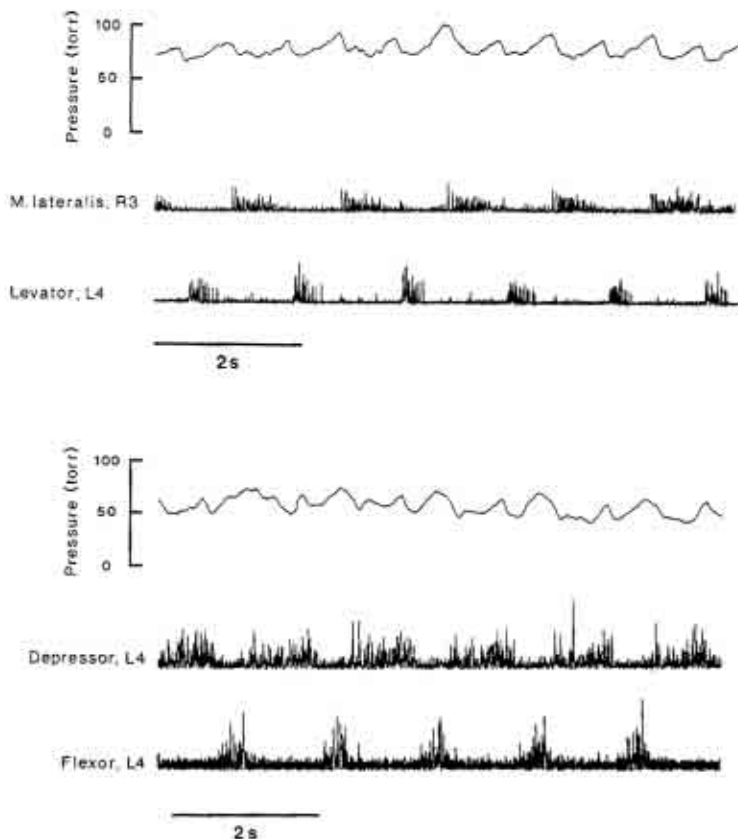 Pressure (torr)
100
50
0
M. lateralis, R3
Levator, L4
2s
Pressure (torr)
100
50
0
Depressor, L4
Flexor, L4
2s